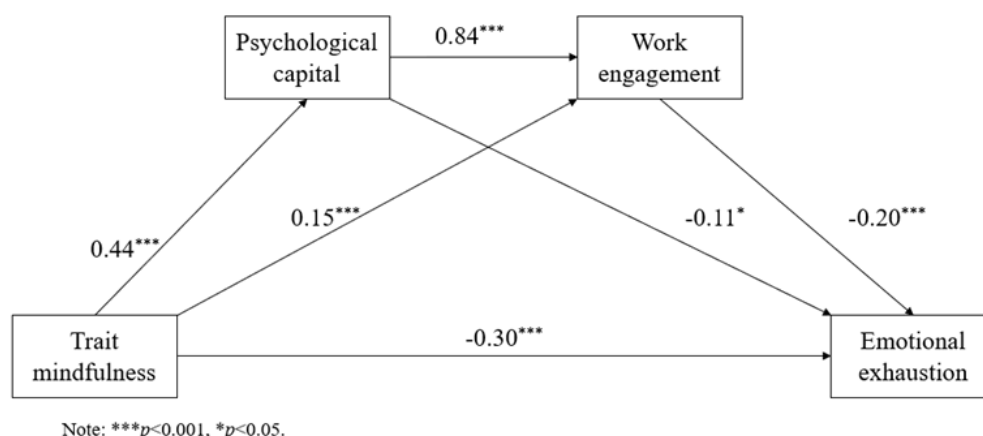 Psychological
capital
0.84***
Work
engagement
0.44***
0.15***
-0.11*
-0.20***
Trait
mindfulness
-0.30***
Emotional
exhaustion
Note: ***p<0.001, *p<0.05.